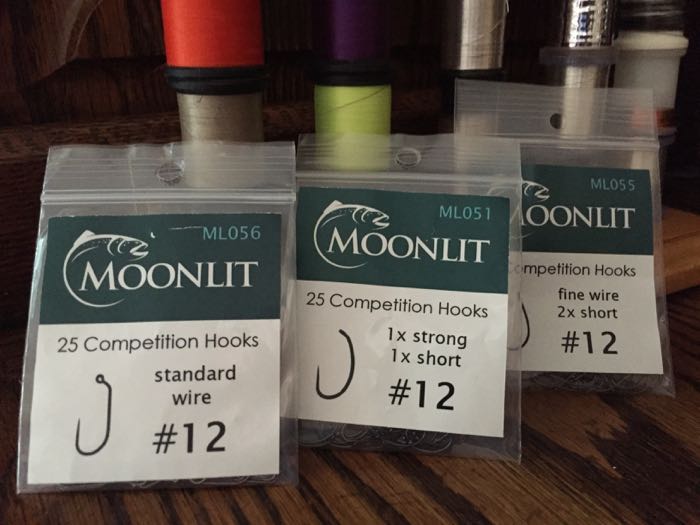 ML056
MOONLIT
25 Competition Hooks
standard
wire
#12
ML051
MOONLIT
25 Competition Hooks
1x strong
1x short
#12
ML055
MOONLIT
Competition Hooks
fine wire
2x short
#12